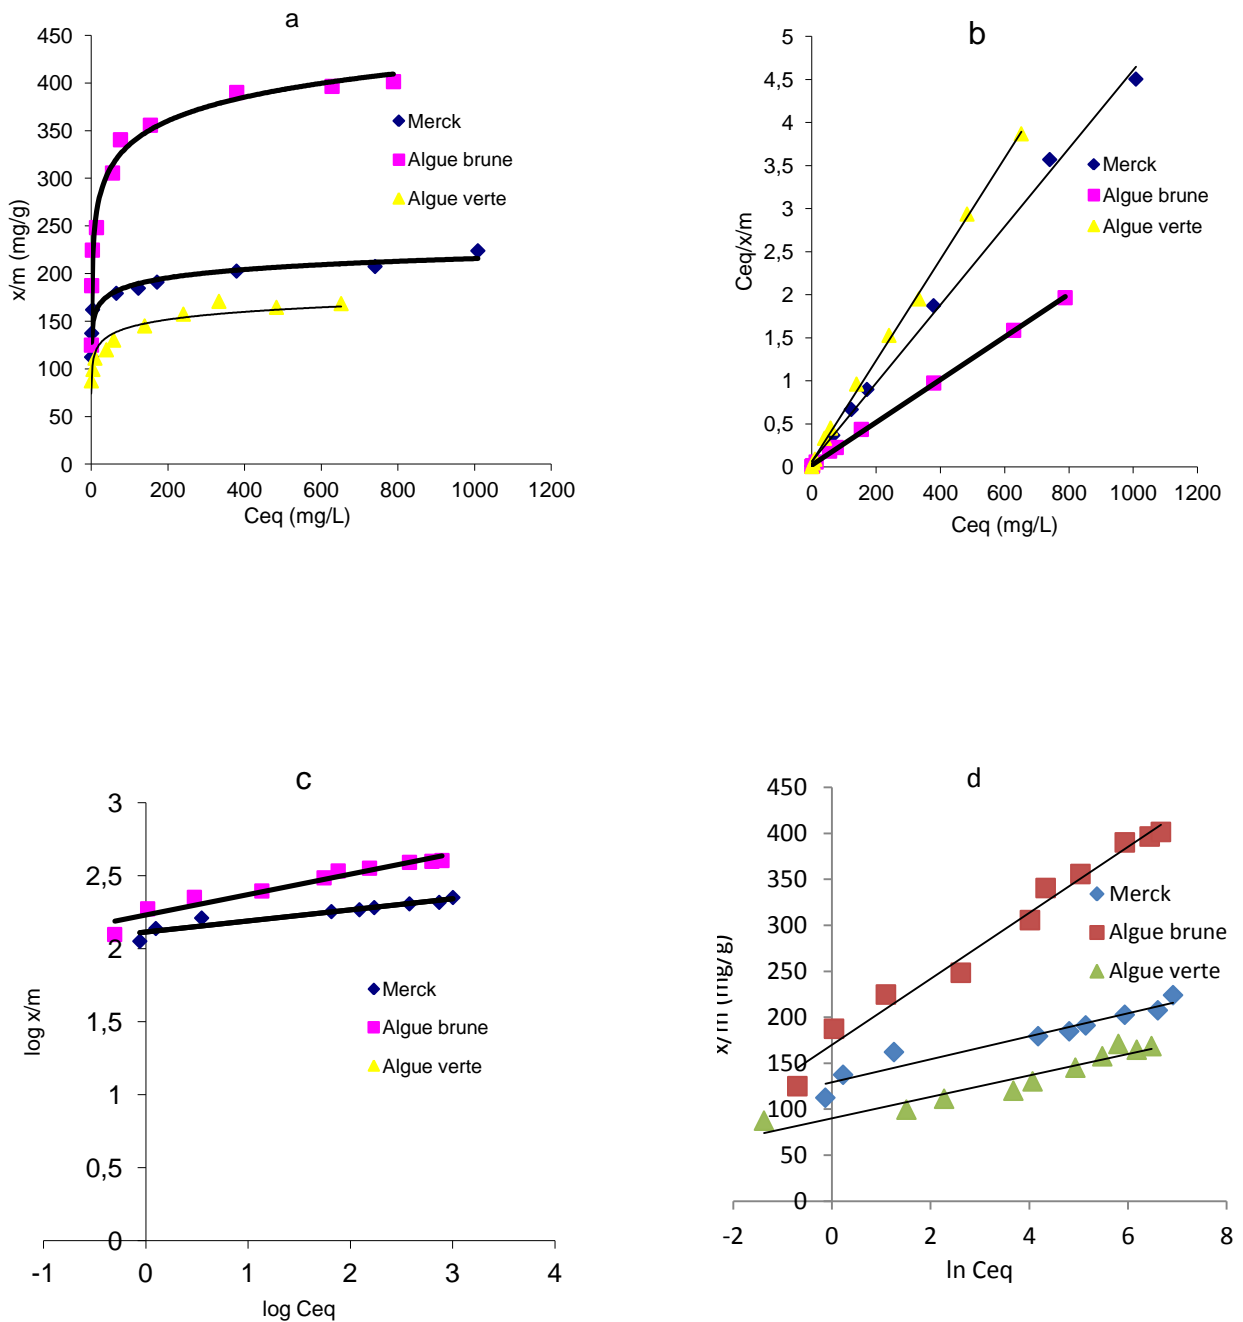 a
450
400
350
300
250
200
150
100
50
0
x/m (mg/g)
0 200 400 600 800 1000 1200
Ceq (mg/L)
Merck
Algue brune
Algue verte
b
5
4,5
4
3,5
3
2,5
2
1,5
1
0,5
0
Ceq/x/m
0 200 400 600 800 1000 1200
Ceq (mg/L)
Merck
Algue brune
Algue verte
c
3
2,5
2
1,5
1
0,5
0
log x/m
-1 0 1 2 3 4
log Ceq
Merck
Algue brune
Algue verte
d
450
400
350
300
250
200
150
100
50
0
x/m (mg/g)
-2 0 2 4 6 8
ln Ceq
Merck
Algue brune
Algue verte